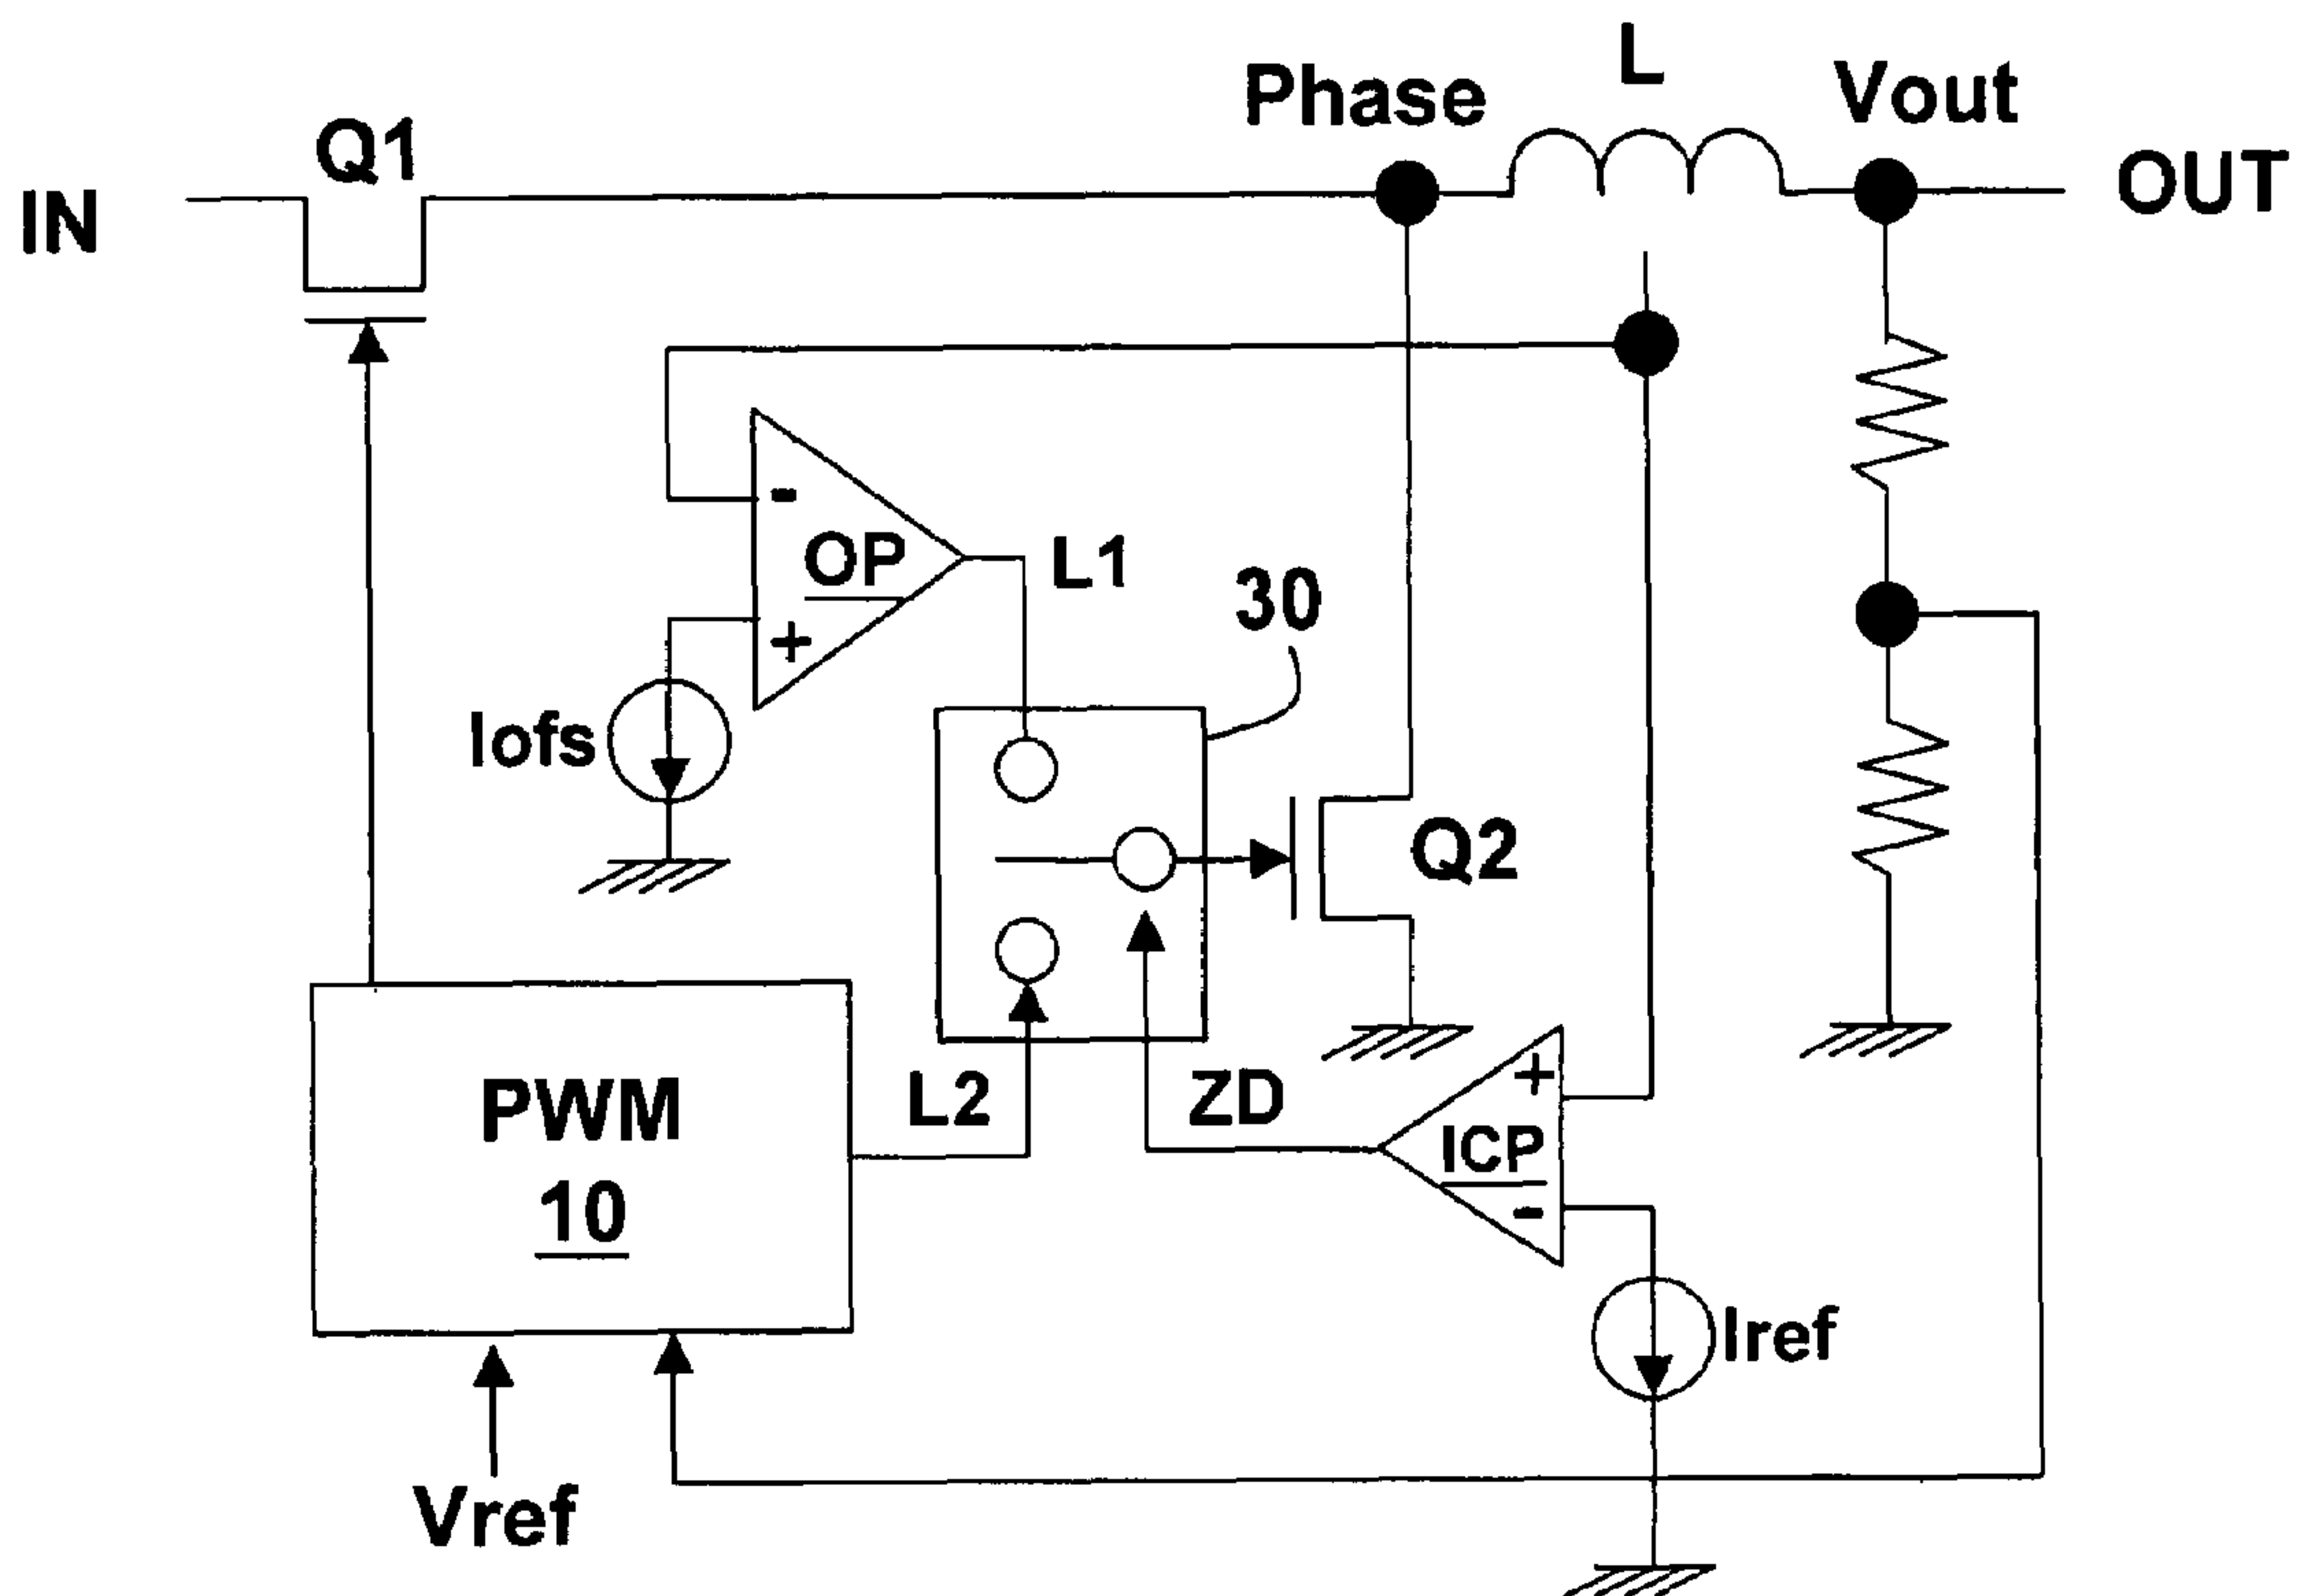 L
Phase
Vout
Q1
IN
OUT
-
OP
L1
30
+
Iofs
Q2
PWM
10
L2
ZD
+
ICP
-
Iref
Vref